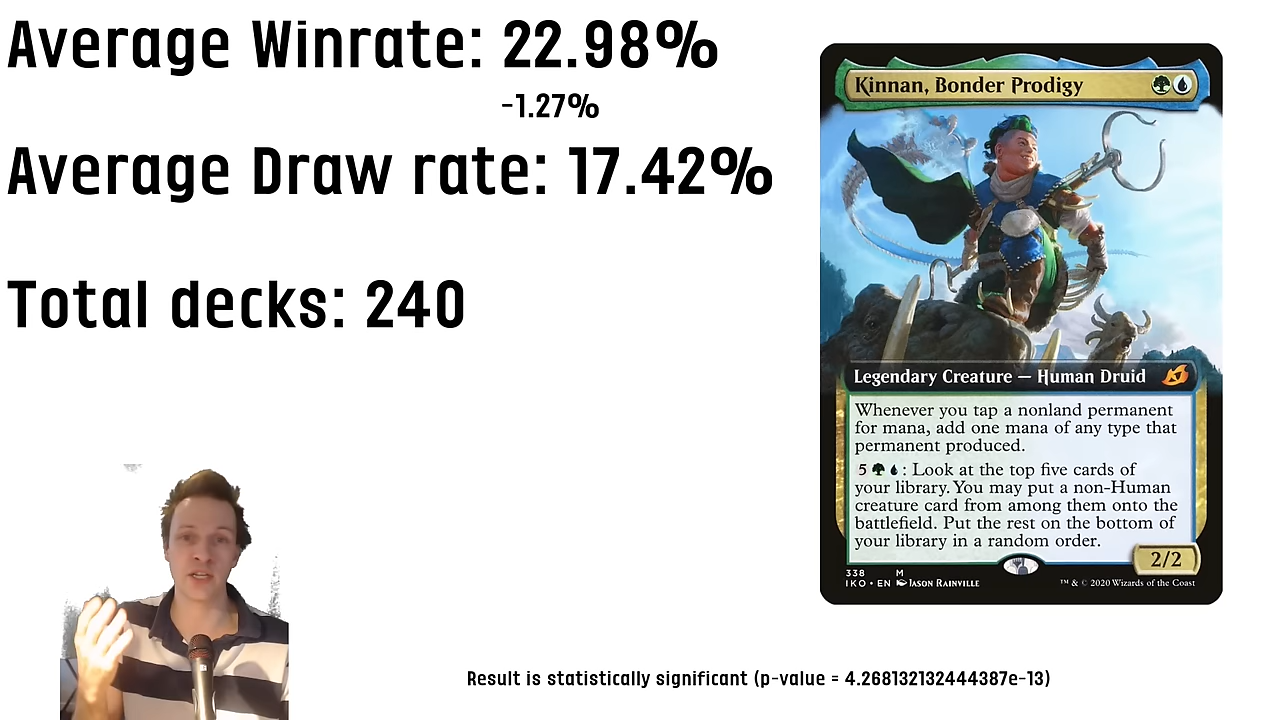 Average Winrate: 22.98%
-1.27%
Average Draw rate: 17.42%
Total decks: 240
Kinnan, Bonder Prodigy
Legendary Creature — Human Druid
Whenever you tap a nonland permanent
for mana, add one mana of any type that
permanent produced.
5 : Look at the top five cards of
your library. You may put a non-Human
creature card from among them onto the
battlefield. Put the rest on the bottom of
your library in a random order.
2/2
338 M
IKO • EN Jason Rainville
™ & © 2020 Wizards of the Coast
Result is statistically significant (p-value = 4.268132132444387e-13)